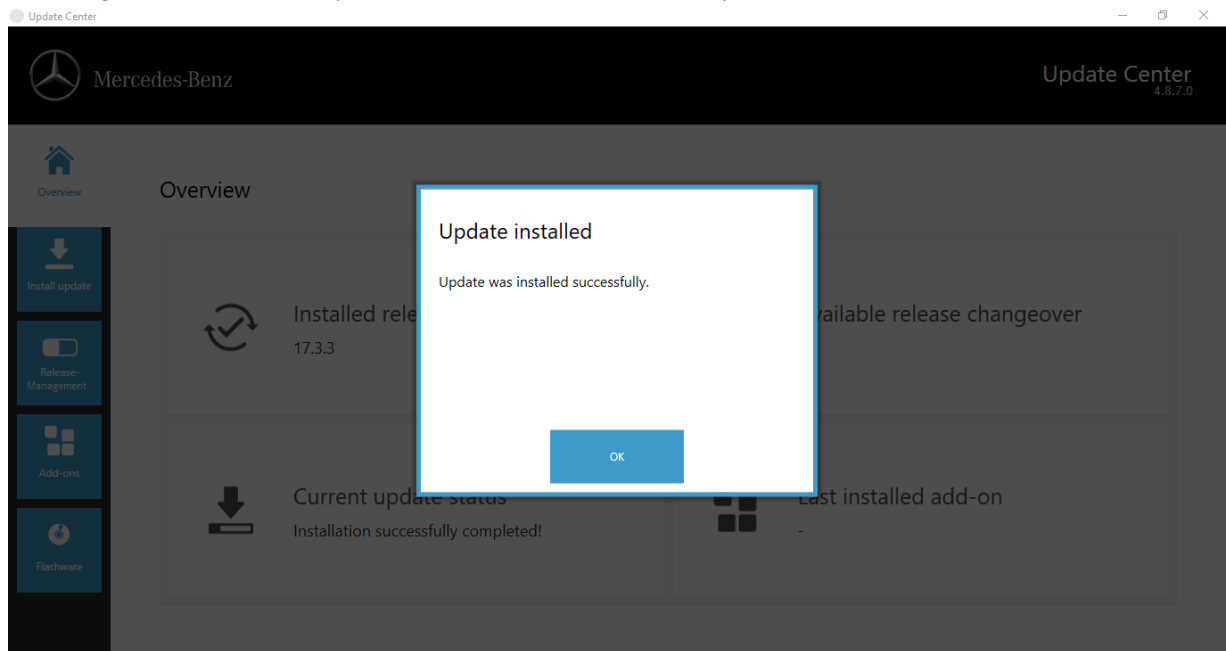 Update Center
Mercedes-Benz
Update Center
4.8.7.0
Overview
Install update
Release-
Management
Add-ons
Flashware
Overview
Installed rele
17.3.3
vailable release changeover
Update installed
Update was installed successfully.
OK
Current update status
Installation successfully completed!
Last installed add-on
-